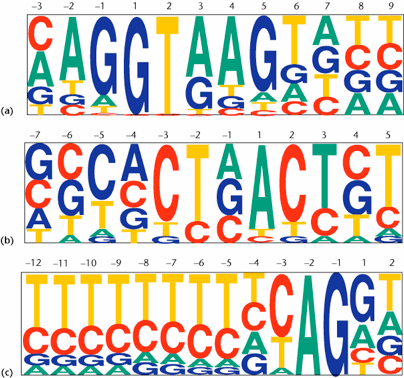 -3 -2 -1 1 2 3 4 5 6 7 8 9
C A G G T A A G T A T T
A T A G G A G G C C
G G T T T A T G G
T C C C C C A A
(a)
-7 -6 -5 -4 -3 -2 -1 1 2 3 4 5
G C C A C T A A C T C T
C G T C T C G G T C G C
A T A G G C C A T A
T A G T T A G
(b)
-12 -11 -10 -9 -8 -7 -6 -5 -4 -3 -2 -1 1 2
T T T T T T T T T C A G G T
C C C C C C C C C T A A
G G G G A A G G A A C G
A A A A G G A A G T C
(c)